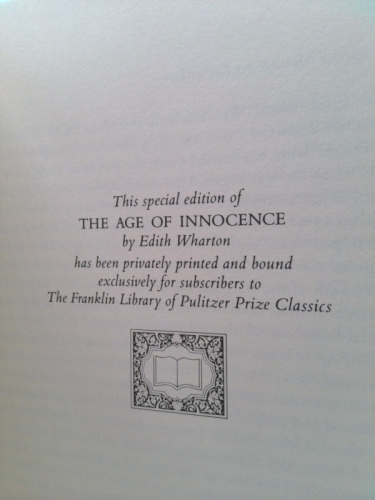 This special edition of
THE AGE OF INNOCENCE
by Edith Wharton
has been privately printed and bound
exclusively for subscribers to
The Franklin Library of Pulitzer Prize Classics